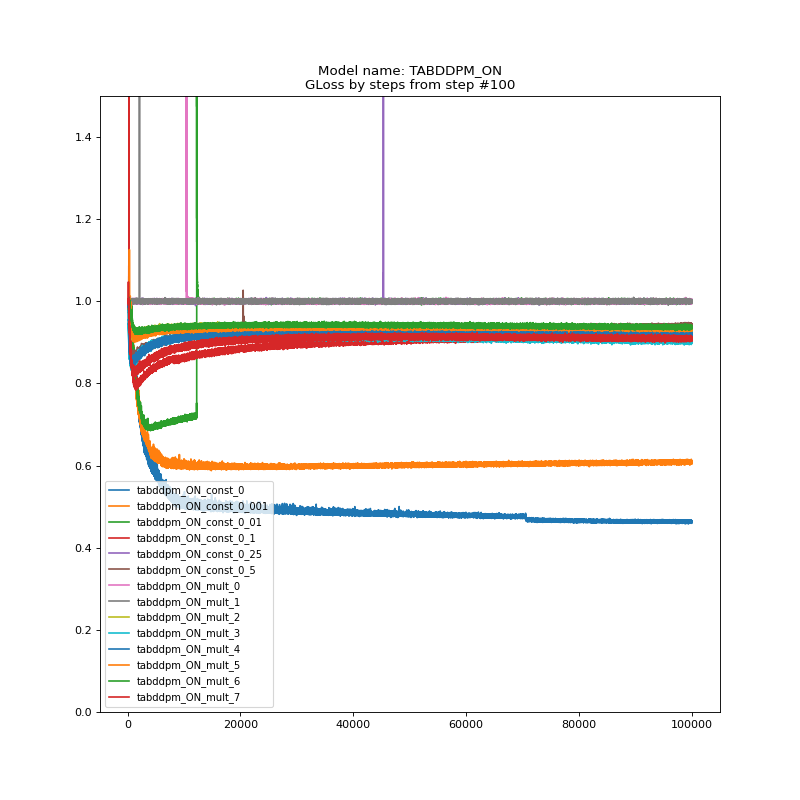 Model name: TABDDPM_ON
GLoss by steps from step #100
1.4
1.2
1.0
0.8
0.6
0.4
0.2
0.0
tabddpm_ON_const_0
tabddpm_ON_const_0_001
tabddpm_ON_const_0_01
tabddpm_ON_const_0_1
tabddpm_ON_const_0_25
tabddpm_ON_const_0_5
tabddpm_ON_mult_0
tabddpm_ON_mult_1
tabddpm_ON_mult_2
tabddpm_ON_mult_3
tabddpm_ON_mult_4
tabddpm_ON_mult_5
tabddpm_ON_mult_6
tabddpm_ON_mult_7
0 20000 40000 60000 80000 100000